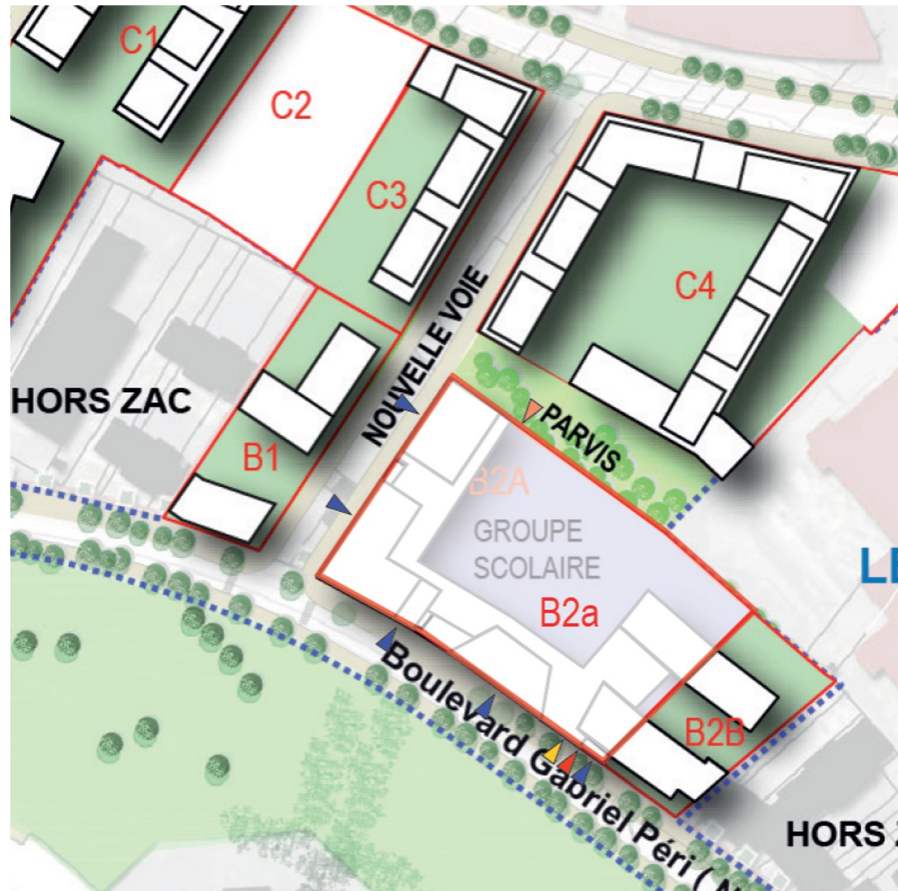 C1
C2
C3
C4
NOUVELLE VOIE
HORS ZAC
PARVIS
B1
B2A
GROUPE
SCOLAIRE
B2a
LE
B2B
Boulevard Gabriel Péri ( N
HORS